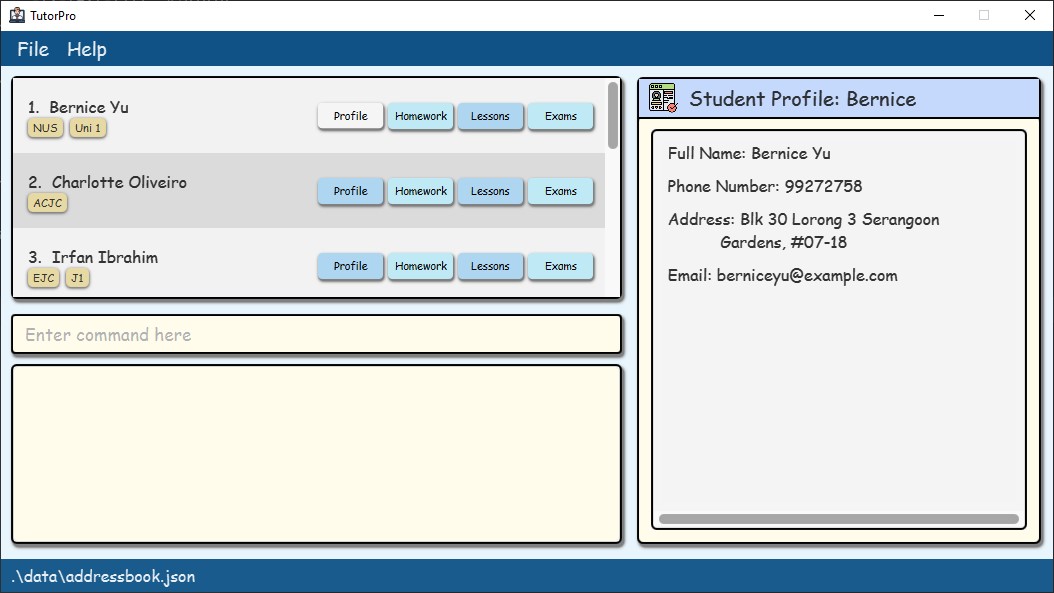 TutorPro
File Help
1. Bernice Yu
NUS Uni 1
Profile Homework Lessons Exams
2. Charlotte Oliveiro
ACJC
Profile Homework Lessons Exams
3. Irfan Ibrahim
EJC J1
Profile Homework Lessons Exams
Enter command here
Student Profile: Bernice
Full Name: Bernice Yu
Phone Number: 99272758
Address: Blk 30 Lorong 3 Serangoon
Gardens, #07-18
Email: berniceyu@example.com
.\data\addressbook.json